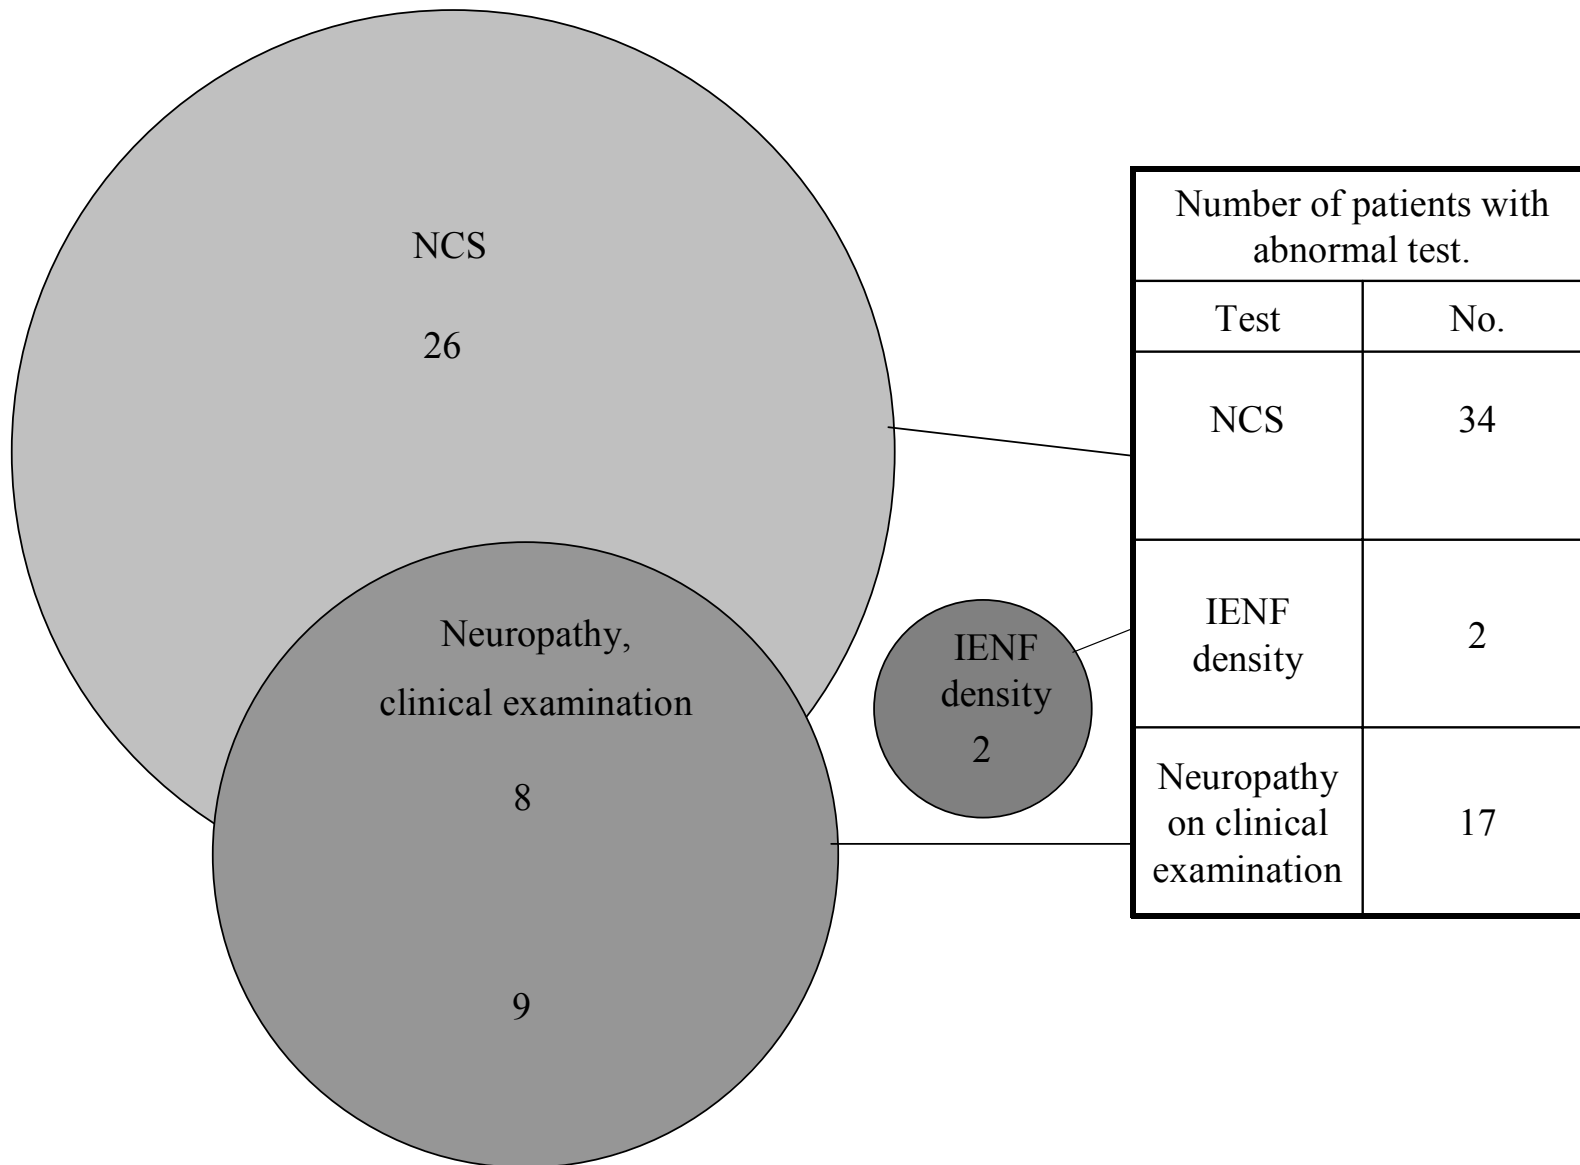 NCS
26
Neuropathy,
clinical examination
8
9
IENF
density
2
Number of patients with
abnormal test.
Test No.
NCS 34
IENF
density
2
Neuropathy
on clinical
examination
17